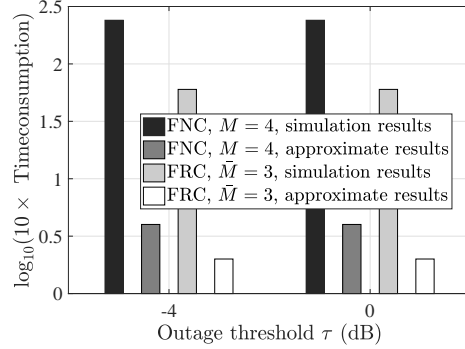 log₁₀(10 × Timeconsumption)
2.5
2
1.5
1
0.5
0
FNC, M = 4, simulation results
FNC, M = 4, approximate results
FRC, M̄ = 3, simulation results
FRC, M̄ = 3, approximate results
-4
0
Outage threshold τ (dB)